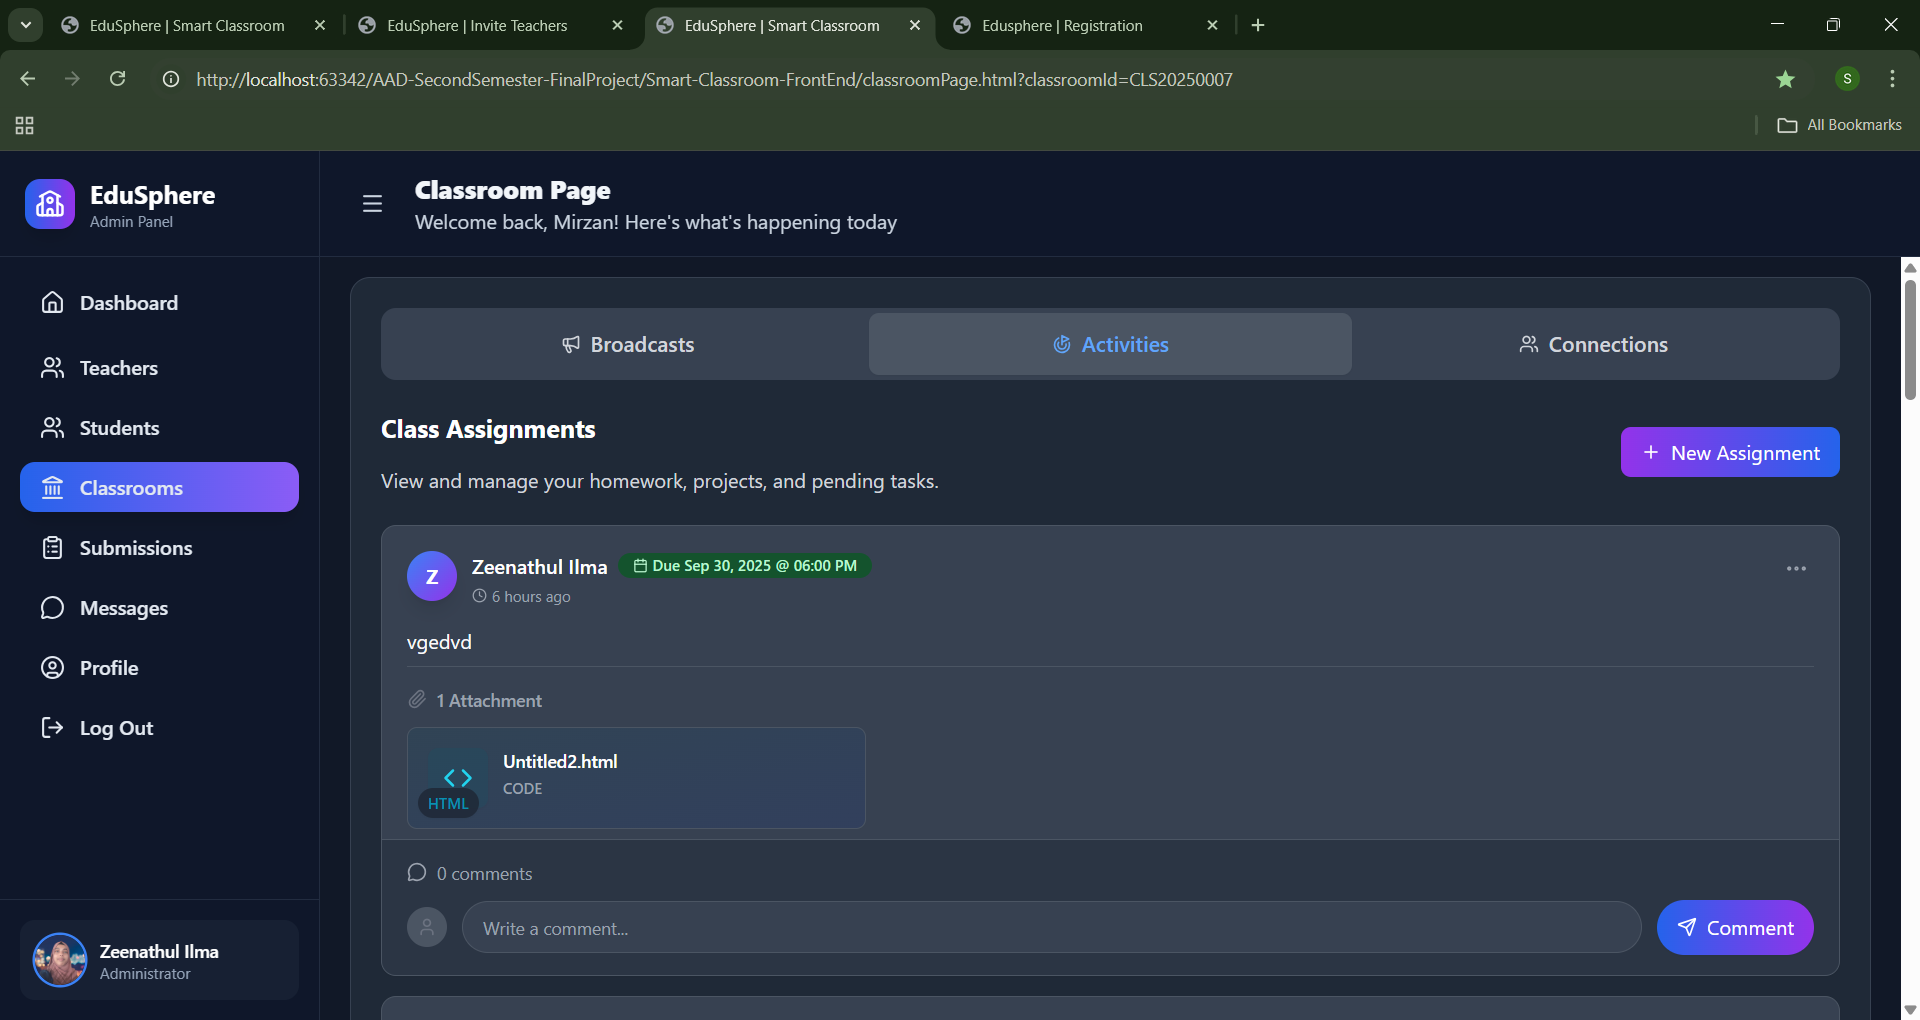 EduSphere | Smart Classroom
EduSphere | Invite Teachers
EduSphere | Smart Classroom
Edusphere | Registration
http://localhost:63342/AAD-SecondSemester-FinalProject/Smart-Classroom-FrontEnd/classroomPage.html?classroomId=CLS20250007
S
All Bookmarks
EduSphere
Admin Panel
Classroom Page
Welcome back, Mirzan! Here's what's happening today
Dashboard
Teachers
Students
Classrooms
Submissions
Messages
Profile
Log Out
Zeenathul Ilma
Administrator
Broadcasts
Activities
Connections
Class Assignments
View and manage your homework, projects, and pending tasks.
New Assignment
Z
Zeenathul Ilma
Due Sep 30, 2025 @ 06:00 PM
6 hours ago
vgedvd
1 Attachment
HTML
Untitled2.html
CODE
0 comments
Write a comment...
Comment